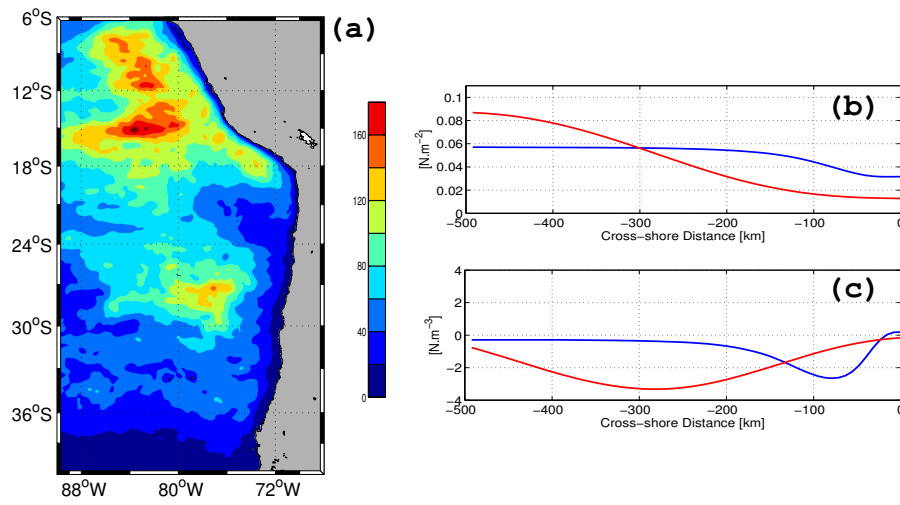 (a)
6°S
12°S
18°S
24°S
30°S
36°S
88°W 80°W 72°W
160
120
80
40
0
(b)
[N.m⁻²]
0.1
0.08
0.06
0.04
0.02
0
−500 −400 −300 −200 −100 0
Cross−shore Distance [km]
(c)
[N.m⁻³]
4
2
0
−2
−4
−500 −400 −300 −200 −100 0
Cross−shore Distance [km]